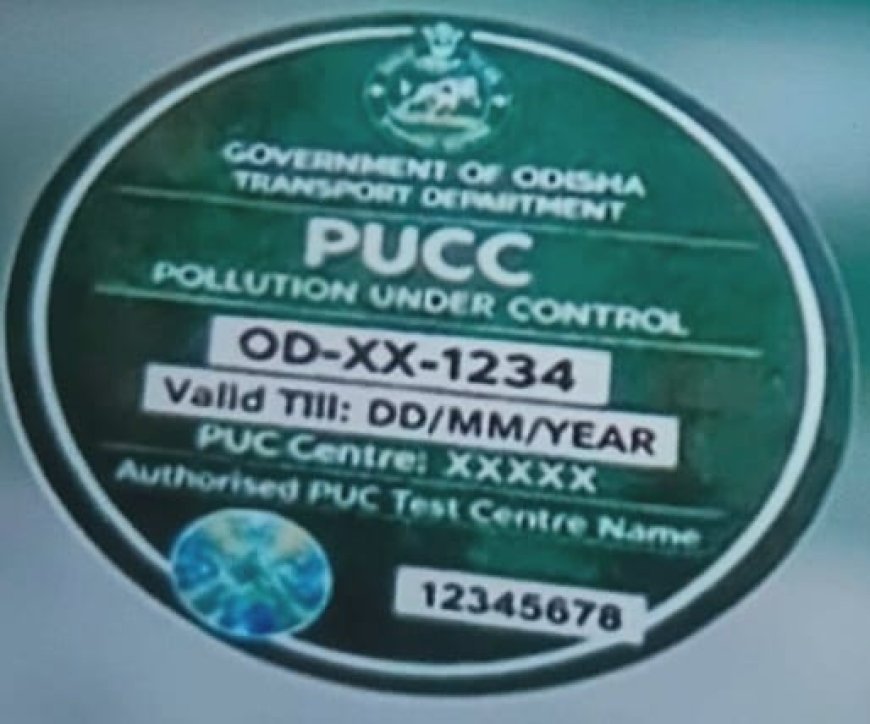 GOVERNMENT OF ODISHA
TRANSPORT DEPARTMENT
PUCC
POLLUTION UNDER CONTROL
OD-XX-1234
Valid Till: DD/MM/YEAR
PUC Centre: XXXXX
Authorised PUC Test Centre Name
12345678